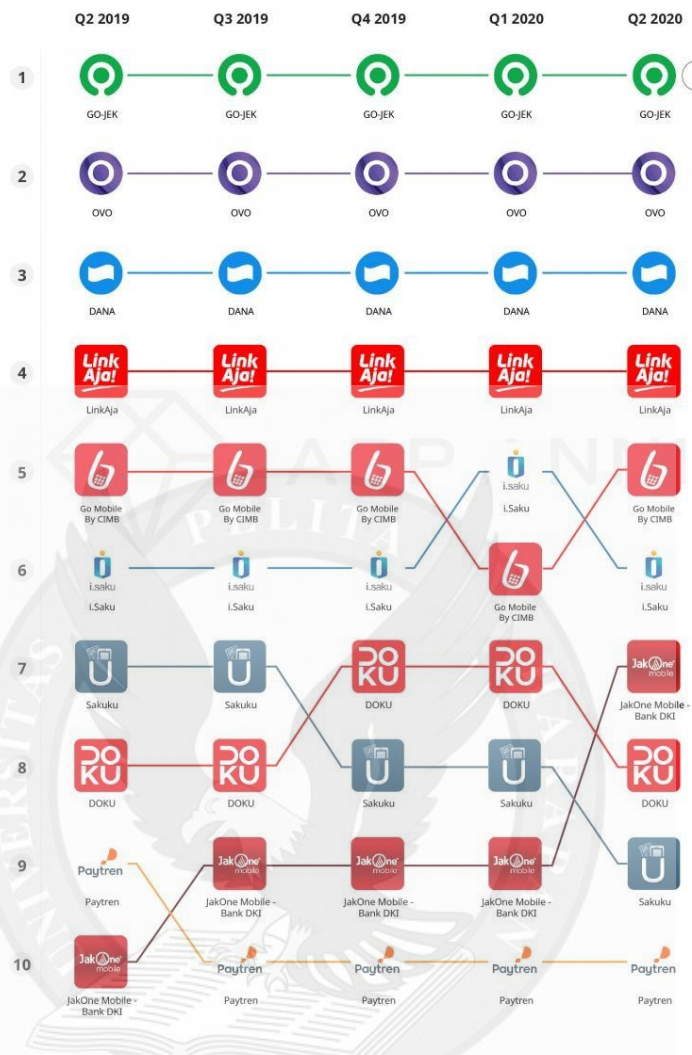 Q2 2019 Q3 2019 Q4 2019 Q1 2020 Q2 2020
1
GO-JEK GO-JEK GO-JEK GO-JEK GO-JEK
2
OVO OVO OVO OVO OVO
3
DANA DANA DANA DANA DANA
4
Link Link Link Link Link
Aja! Aja! Aja! Aja! Aja!
LinkAja LinkAja LinkAja LinkAja LinkAja
5
i.saku
Go Mobile Go Mobile Go Mobile i.Saku Go Mobile
By CIMB By CIMB By CIMB By CIMB
PELITA
6
i.saku i.saku i.saku i.saku
i.Saku i.Saku i.Saku Go Mobile i.Saku
By CIMB
7
U U DOKU DOKU JakOne mobile
Sakuku Sakuku DOKU DOKU JakOne Mobile -
Bank DKI
8
DOKU DOKU U U DOKU
DOKU DOKU Sakuku Sakuku DOKU
UNIVERSITAS
HARAPAN
9
Paytren JakOne mobile JakOne mobile JakOne mobile U
Paytren JakOne Mobile - JakOne Mobile - JakOne Mobile - Sakuku
Bank DKI Bank DKI Bank DKI
10
JakOne mobile Paytren Paytren Paytren Paytren
JakOne Mobile - Paytren Paytren Paytren Paytren
Bank DKI